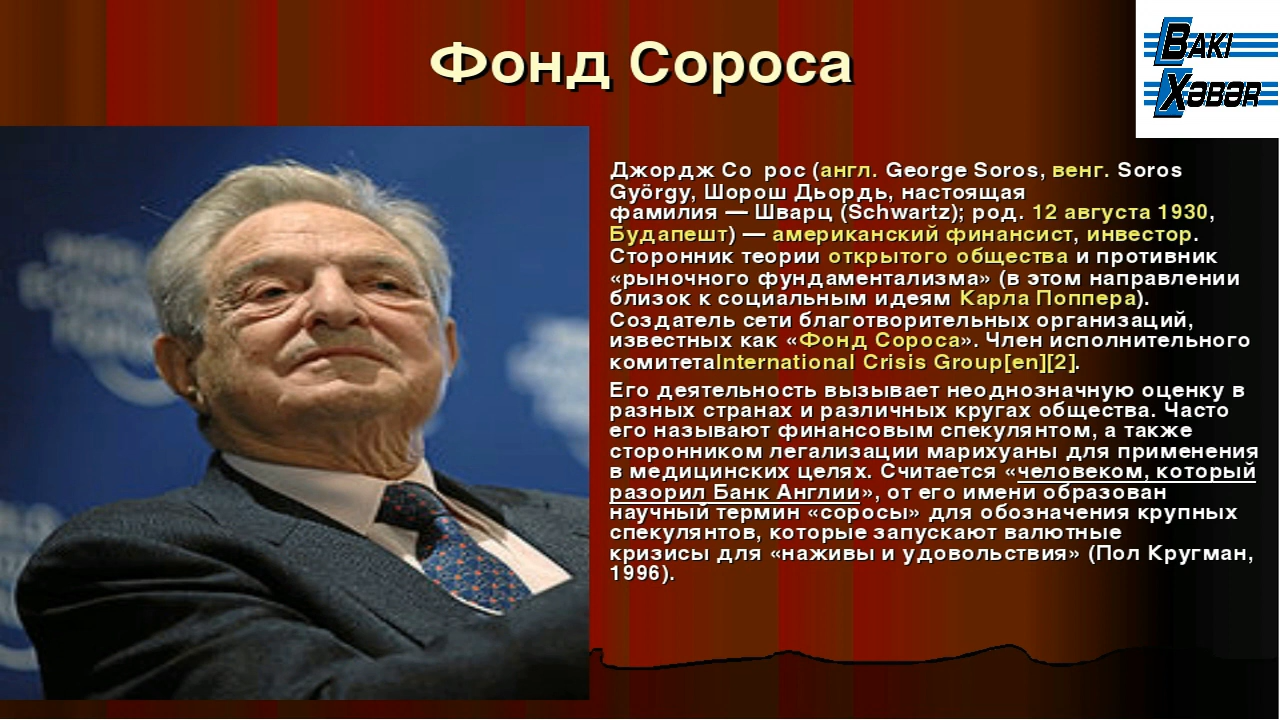 Фонд Сороса
BAKI
XƏBƏR
Джордж Со рос (англ. George Soros, венг. Soros
György, Шорош Дьордь, настоящая
фамилия — Шварц (Schwartz); род. 12 августа 1930,
Будапешт) — американский финансист, инвестор.
Сторонник теории открытого общества и противник
«рыночного фундаментализма» (в этом направлении
близок к социальным идеям Карла Поппера).
Создатель сети благотворительных организаций,
известных как «Фонд Сороса». Член исполнительного
комитетаInternational Crisis Group[en][2].
Его деятельность вызывает неоднозначную оценку в
разных странах и различных кругах общества. Часто
его называют финансовым спекулянтом, а также
сторонником легализации марихуаны для применения
в медицинских целях. Считается «человеком, который
разорил Банк Англии», от его имени образован
научный термин «соросы» для обозначения крупных
спекулянтов, которые запускают валютные
кризисы для «наживы и удовольствия» (Пол Кругман,
1996).